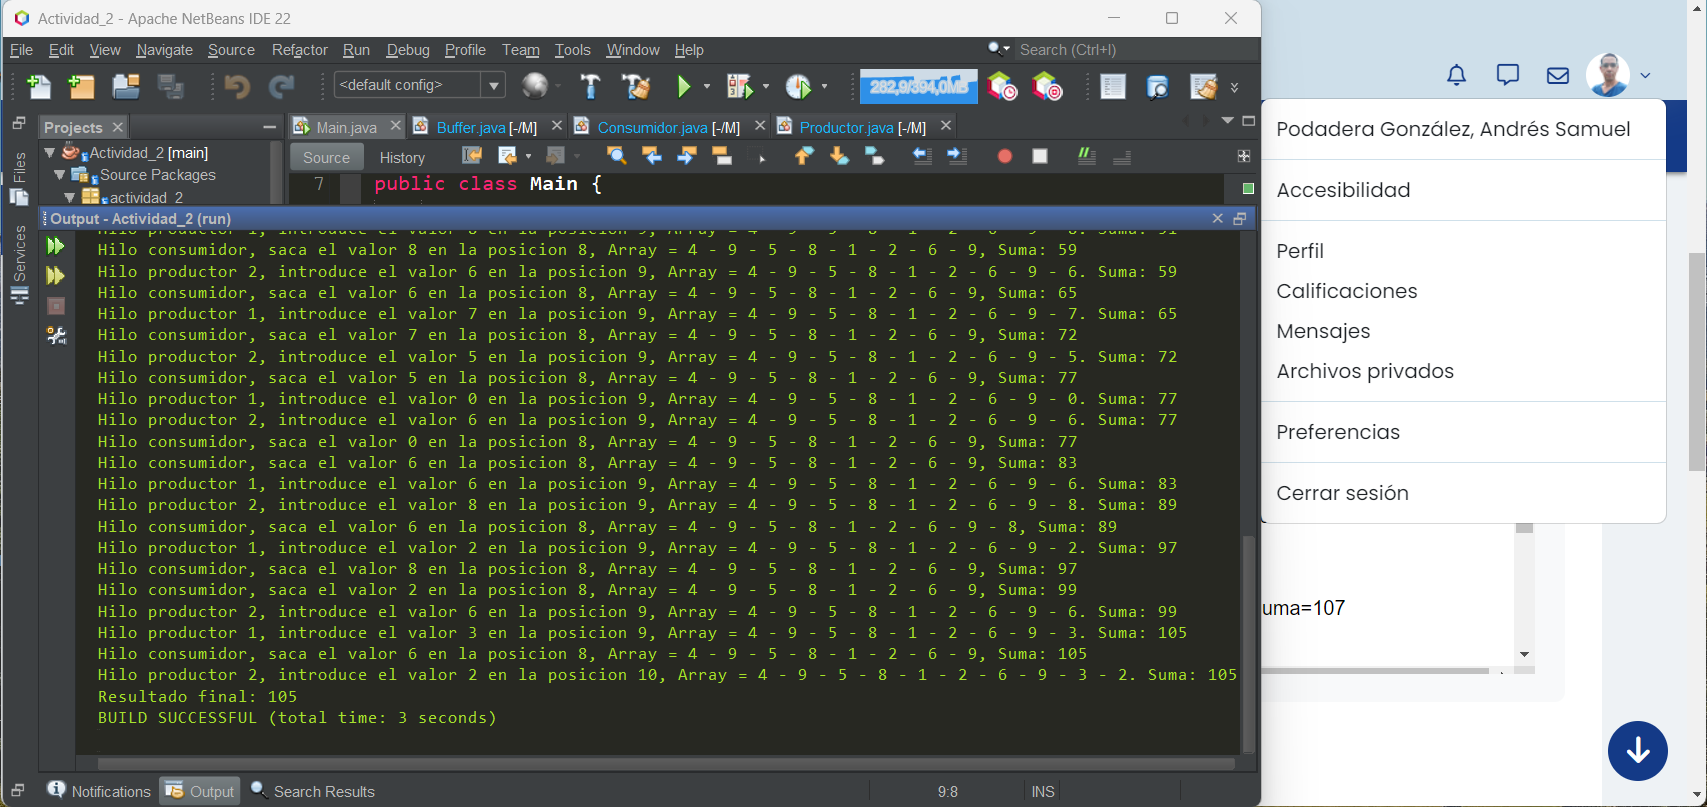 Actividad_2 - Apache NetBeans IDE 22
File Edit View Navigate Source Refactor Run Debug Profile Team Tools Window Help
Search (Ctrl+I)
<default config>
282,9/394,0MB
Projects
Main.java
Buffer.java [-/M]
Consumidor.java [-/M]
Productor.java [-/M]
Files
Services
Actividad_2 [main]
Source Packages
actividad_2
Source History
7 public class Main {
Output - Actividad_2 (run)
Hilo productor 1, introduce el valor 8 en la posicion 9, Array = 4 - 9 - 5 - 8 - 1 - 2 - 6 - 9 - 8. Suma: 51
Hilo consumidor, saca el valor 8 en la posicion 8, Array = 4 - 9 - 5 - 8 - 1 - 2 - 6 - 9, Suma: 59
Hilo productor 2, introduce el valor 6 en la posicion 9, Array = 4 - 9 - 5 - 8 - 1 - 2 - 6 - 9 - 6. Suma: 59
Hilo consumidor, saca el valor 6 en la posicion 8, Array = 4 - 9 - 5 - 8 - 1 - 2 - 6 - 9, Suma: 65
Hilo productor 1, introduce el valor 7 en la posicion 9, Array = 4 - 9 - 5 - 8 - 1 - 2 - 6 - 9 - 7. Suma: 65
Hilo consumidor, saca el valor 7 en la posicion 8, Array = 4 - 9 - 5 - 8 - 1 - 2 - 6 - 9, Suma: 72
Hilo productor 2, introduce el valor 5 en la posicion 9, Array = 4 - 9 - 5 - 8 - 1 - 2 - 6 - 9 - 5. Suma: 72
Hilo consumidor, saca el valor 5 en la posicion 8, Array = 4 - 9 - 5 - 8 - 1 - 2 - 6 - 9, Suma: 77
Hilo productor 1, introduce el valor 0 en la posicion 9, Array = 4 - 9 - 5 - 8 - 1 - 2 - 6 - 9 - 0. Suma: 77
Hilo productor 2, introduce el valor 6 en la posicion 9, Array = 4 - 9 - 5 - 8 - 1 - 2 - 6 - 9 - 6. Suma: 77
Hilo consumidor, saca el valor 0 en la posicion 8, Array = 4 - 9 - 5 - 8 - 1 - 2 - 6 - 9, Suma: 77
Hilo consumidor, saca el valor 6 en la posicion 8, Array = 4 - 9 - 5 - 8 - 1 - 2 - 6 - 9, Suma: 83
Hilo productor 1, introduce el valor 6 en la posicion 9, Array = 4 - 9 - 5 - 8 - 1 - 2 - 6 - 9 - 6. Suma: 83
Hilo productor 2, introduce el valor 8 en la posicion 9, Array = 4 - 9 - 5 - 8 - 1 - 2 - 6 - 9 - 8. Suma: 89
Hilo consumidor, saca el valor 6 en la posicion 8, Array = 4 - 9 - 5 - 8 - 1 - 2 - 6 - 9 - 8, Suma: 89
Hilo productor 1, introduce el valor 2 en la posicion 9, Array = 4 - 9 - 5 - 8 - 1 - 2 - 6 - 9 - 2. Suma: 97
Hilo consumidor, saca el valor 8 en la posicion 8, Array = 4 - 9 - 5 - 8 - 1 - 2 - 6 - 9, Suma: 97
Hilo consumidor, saca el valor 2 en la posicion 8, Array = 4 - 9 - 5 - 8 - 1 - 2 - 6 - 9, Suma: 99
Hilo productor 2, introduce el valor 6 en la posicion 9, Array = 4 - 9 - 5 - 8 - 1 - 2 - 6 - 9 - 6. Suma: 99
Hilo productor 1, introduce el valor 3 en la posicion 9, Array = 4 - 9 - 5 - 8 - 1 - 2 - 6 - 9 - 3. Suma: 105
Hilo consumidor, saca el valor 6 en la posicion 8, Array = 4 - 9 - 5 - 8 - 1 - 2 - 6 - 9, Suma: 105
Hilo productor 2, introduce el valor 2 en la posicion 10, Array = 4 - 9 - 5 - 8 - 1 - 2 - 6 - 9 - 3 - 2. Suma: 105
Resultado final: 105
BUILD SUCCESSFUL (total time: 3 seconds)
Notifications
Output
Search Results
9:8
INS
Podadera González, Andrés Samuel
Accesibilidad
Perfil
Calificaciones
Mensajes
Archivos privados
Preferencias
Cerrar sesión
uma=107